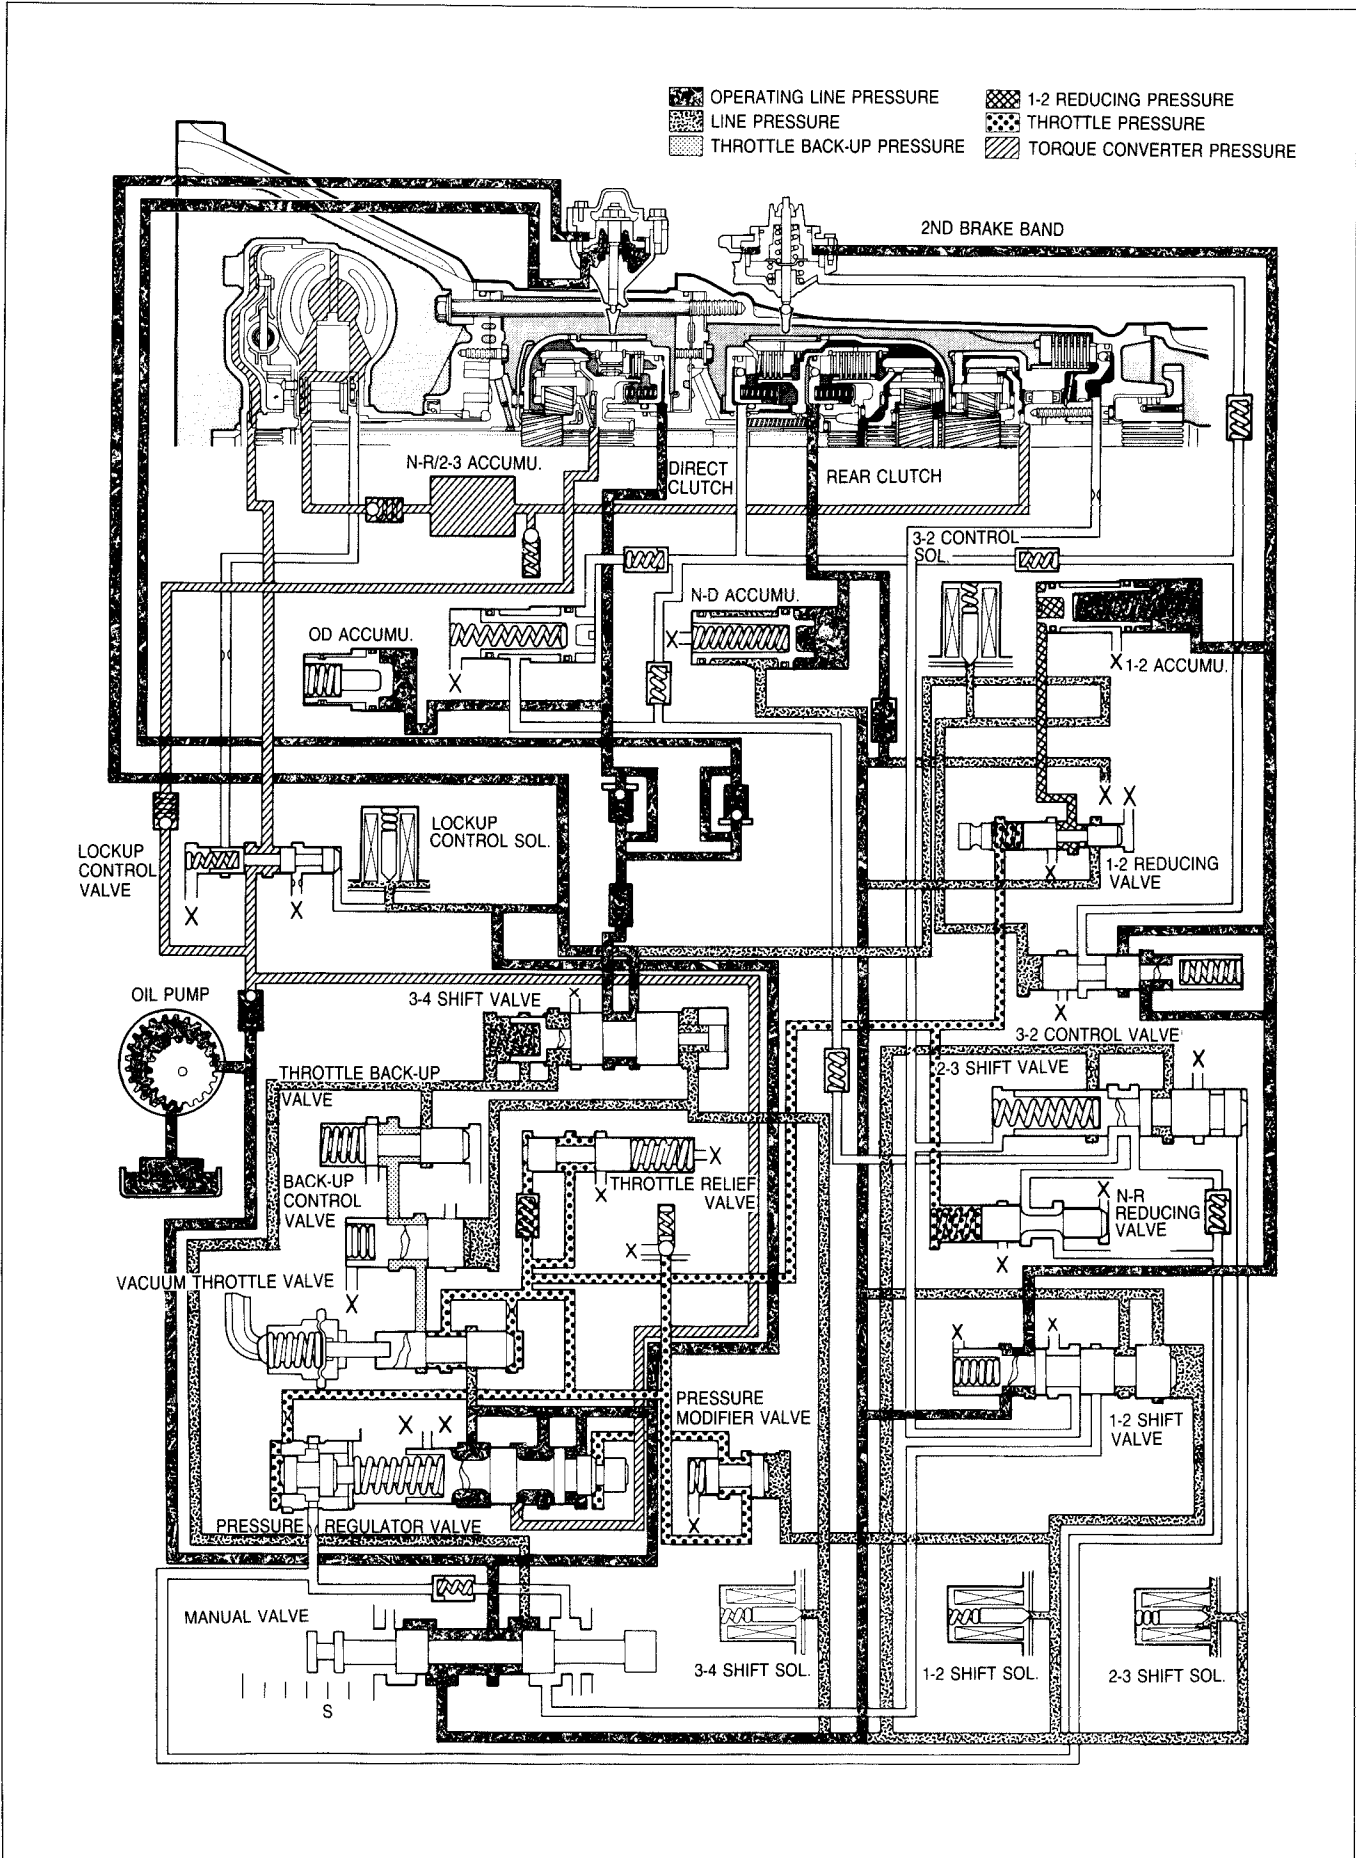 OPERATING LINE PRESSURE
LINE PRESSURE
THROTTLE BACK-UP PRESSURE
1-2 REDUCING PRESSURE
THROTTLE PRESSURE
TORQUE CONVERTER PRESSURE
2ND BRAKE BAND
N-R/2-3 ACCUMU.
DIRECT
CLUTCH
REAR CLUTCH
3-2 CONTROL
SOL.
N-D ACCUMU.
OD ACCUMU.
X
X
X
1-2 ACCUMU.
LOCKUP
CONTROL SOL.
X
X
LOCKUP
CONTROL
VALVE
1-2 REDUCING
VALVE
X
X
X
OIL PUMP
3-4 SHIFT VALVE
X
X
3-2 CONTROL VALVE
THROTTLE BACK-UP
VALVE
2-3 SHIFT VALVE
X
BACK-UP
CONTROL
VALVE
X
X
THROTTLE RELIEF
VALVE
X
N-R
REDUCING
VALVE
X
X
VACUUM THROTTLE VALVE
X
X
X
PRESSURE
MODIFIER VALVE
X
X
1-2 SHIFT
VALVE
X
PRESSURE REGULATOR VALVE
MANUAL VALVE
S
3-4 SHIFT SOL.
1-2 SHIFT SOL.
2-3 SHIFT SOL.